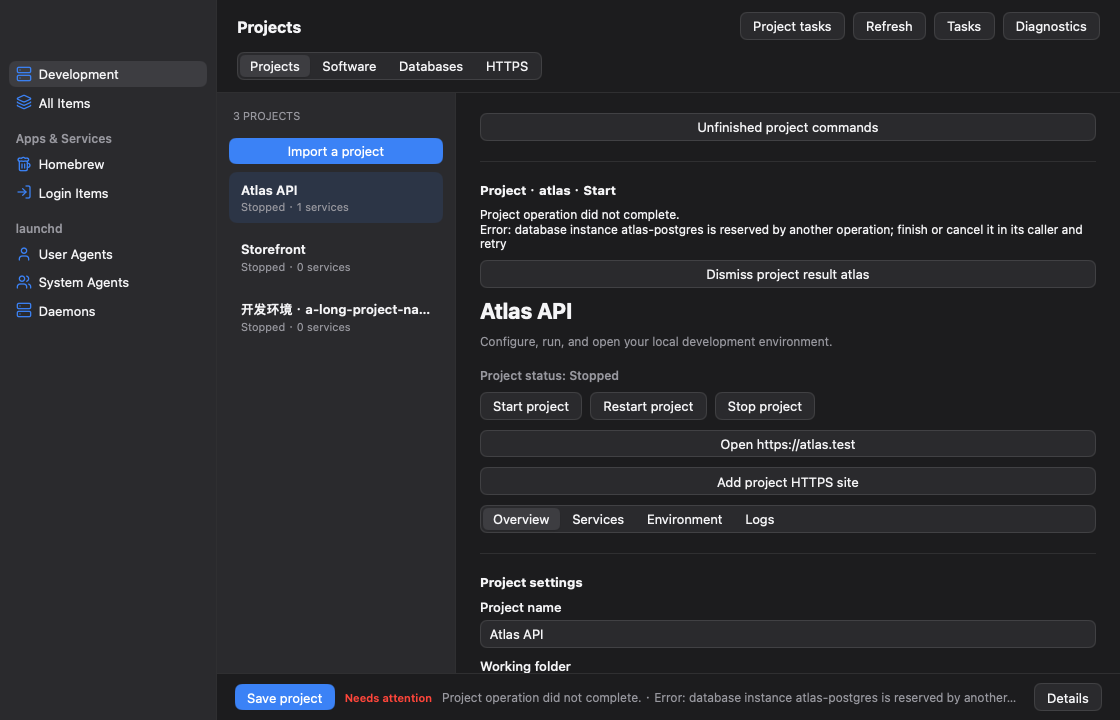 Projects
Project tasks
Refresh
Tasks
Diagnostics
Projects
Software
Databases
HTTPS
Development
All Items
Apps & Services
Homebrew
Login Items
launchd
User Agents
System Agents
Daemons
3 PROJECTS
Import a project
Atlas API
Stopped · 1 services
Storefront
Stopped · 0 services
开发环境 · a-long-project-na...
Stopped · 0 services
Unfinished project commands
Project · atlas · Start
Project operation did not complete.
Error: database instance atlas-postgres is reserved by another operation; finish or cancel it in its caller and
retry
Dismiss project result atlas
Atlas API
Configure, run, and open your local development environment.
Project status: Stopped
Start project
Restart project
Stop project
Open https://atlas.test
Add project HTTPS site
Overview
Services
Environment
Logs
Project settings
Project name
Atlas API
Working folder
Save project
Needs attention
Project operation did not complete. · Error: database instance atlas-postgres is reserved by another...
Details